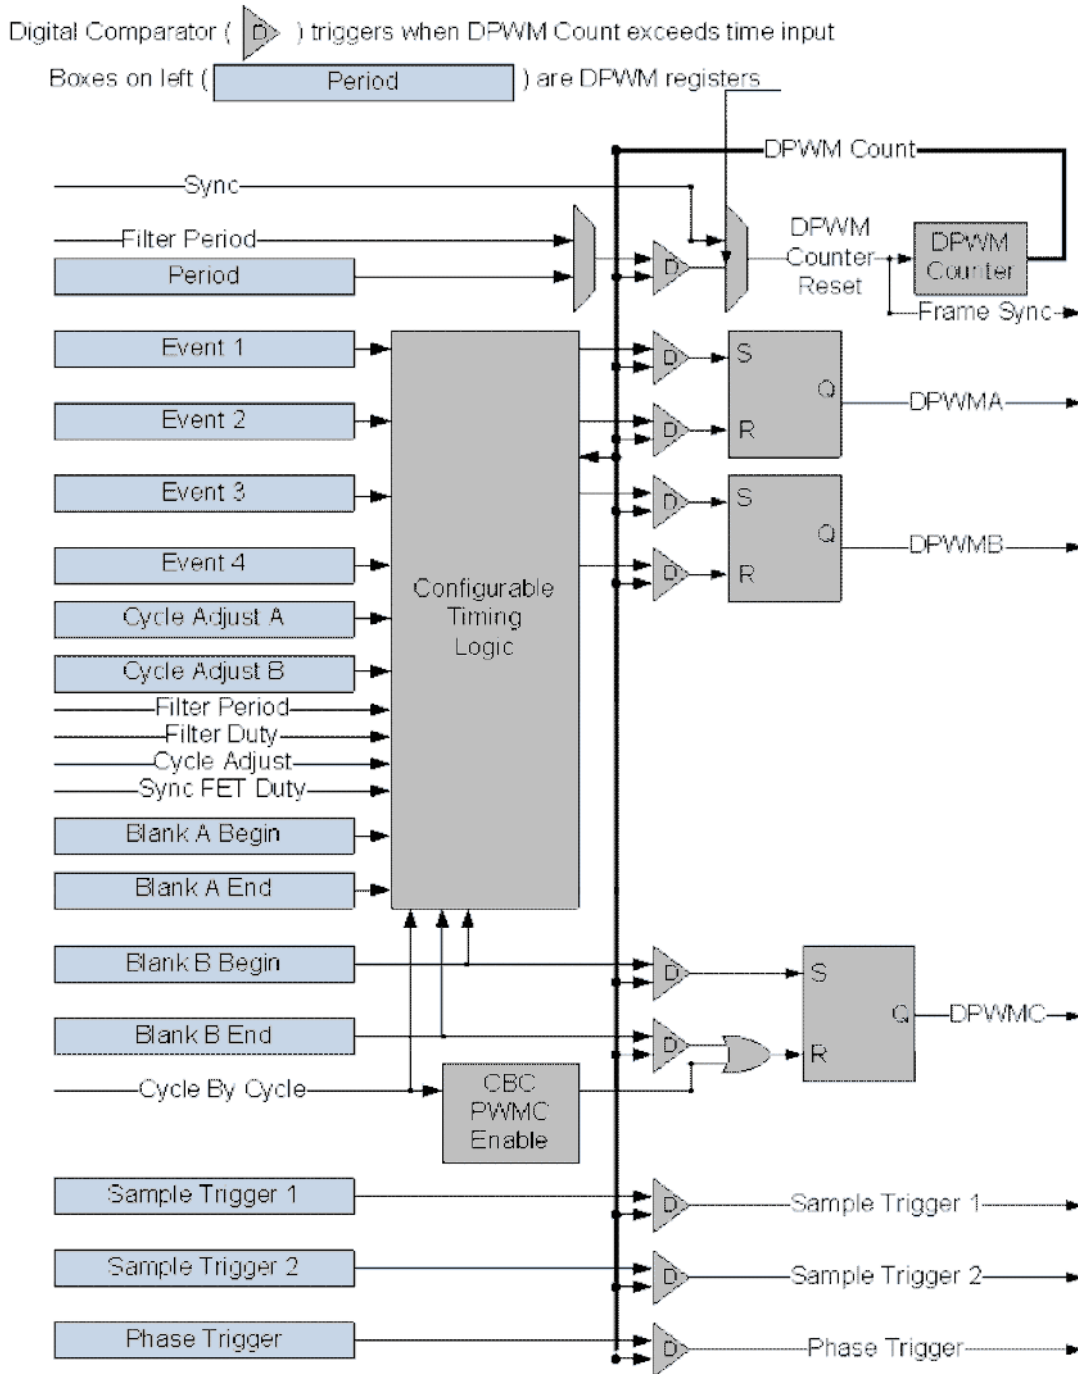 Digital Comparator ( D ) triggers when DPWM Count exceeds time input
Boxes on left ( Period ) are DPWM registers
DPWM Count
Sync
Filter Period
Period
D
DPWM
Counter
Reset
DPWM
Counter
Frame Sync
Event 1
D
S
Q
DPWMA
Event 2
D
R
Event 3
D
S
Q
DPWMB
Event 4
D
R
Configurable
Timing
Logic
Cycle Adjust A
Cycle Adjust B
Filter Period
Filter Duty
Cycle Adjust
Sync FET Duty
Blank A Begin
Blank A End
Blank B Begin
D
S
Q
DPWMC
Blank B End
D
R
Cycle By Cycle
CBC
PWMC
Enable
Sample Trigger 1
D
Sample Trigger 1
Sample Trigger 2
D
Sample Trigger 2
Phase Trigger
D
Phase Trigger